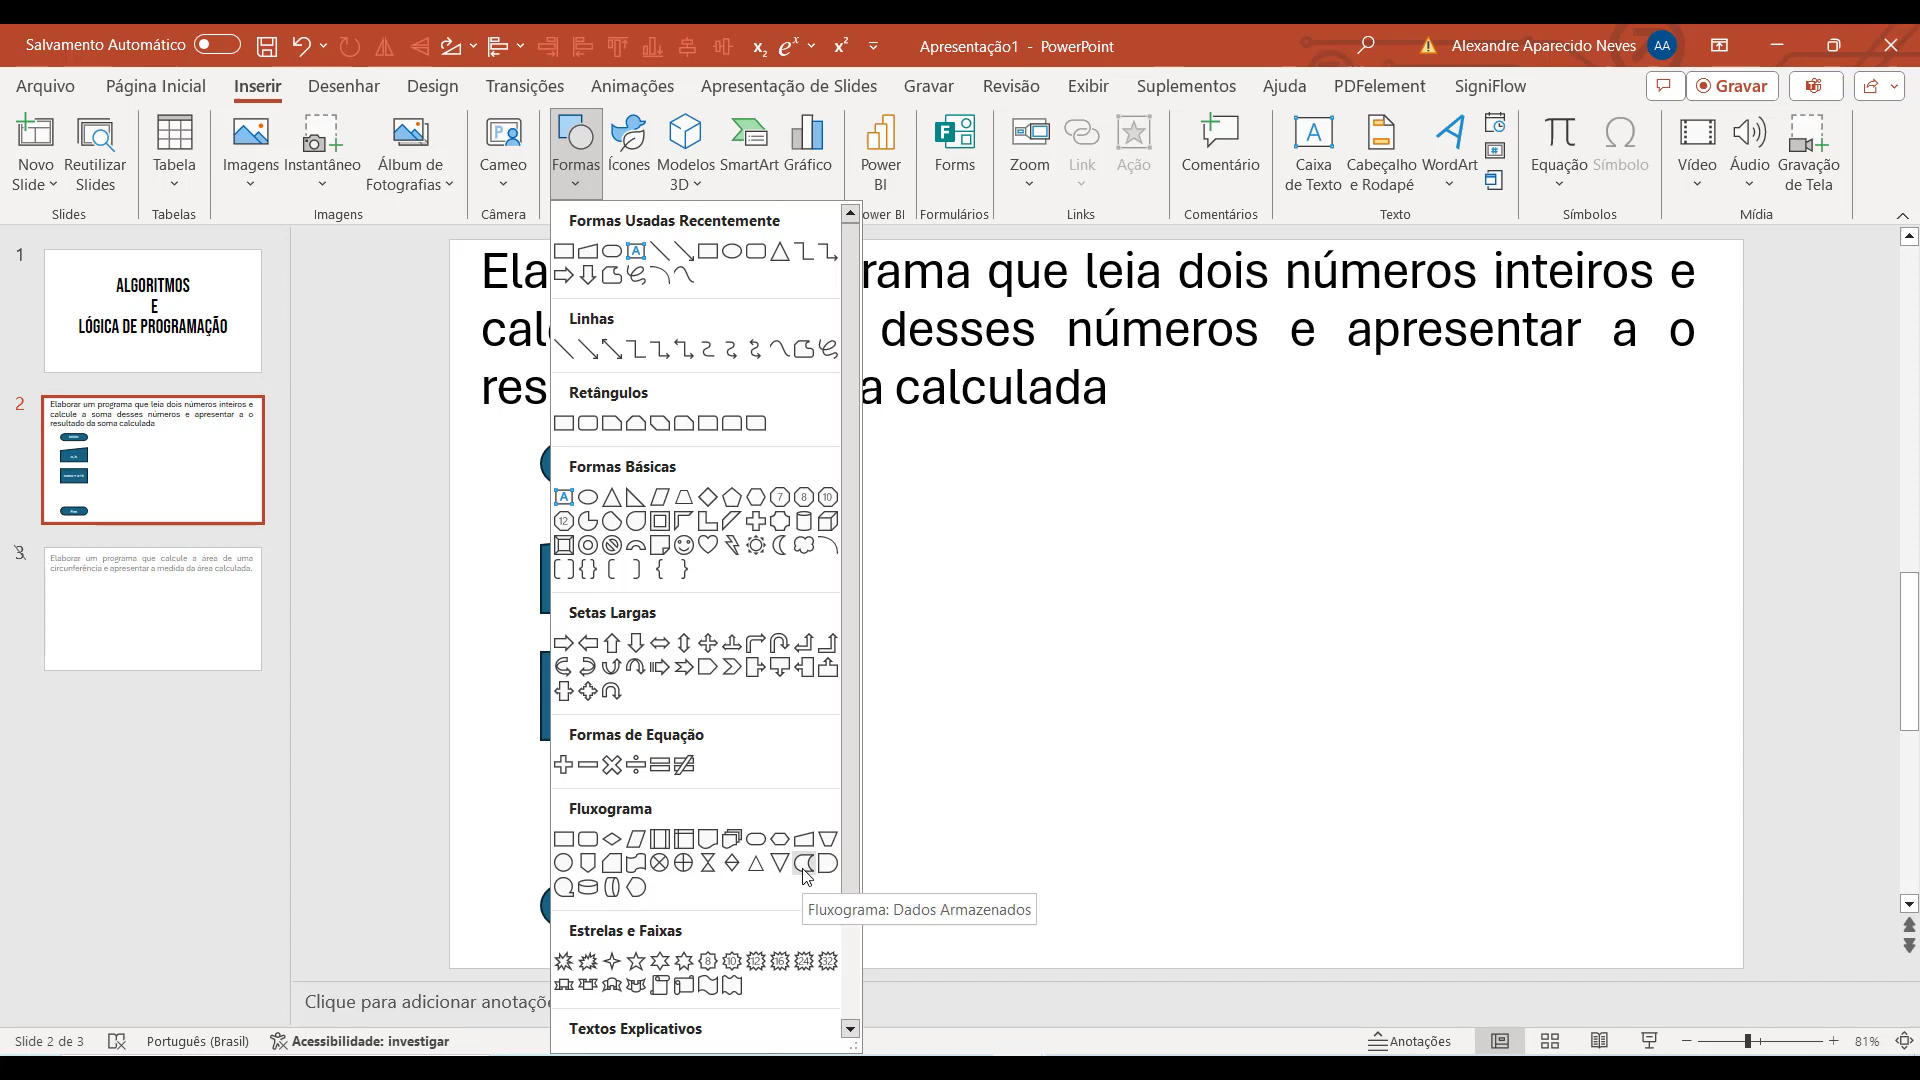 Salvamento Automático
Apresentação1 - PowerPoint
Alexandre Aparecido Neves
AA
Arquivo Página Inicial Inserir Desenhar Design Transições Animações Apresentação de Slides Gravar Revisão Exibir Suplementos Ajuda PDFelement SigniFlow
Gravar
Novo Slide
Reutilizar Slides
Tabela
Imagens
Instantâneo
Álbum de Fotografias
Cameo
Formas
Ícones
Modelos 3D
SmartArt
Gráfico
Power BI
Forms
Zoom
Link
Ação
Comentário
Caixa de Texto
Cabeçalho e Rodapé
WordArt
Equação
Símbolo
Vídeo
Áudio
Gravação de Tela
Slides
Tabelas
Imagens
Câmera
ower BI
Formulários
Links
Comentários
Texto
Símbolos
Mídia
1
ALGORITMOS
E
LÓGICA DE PROGRAMAÇÃO
2
Elaborar um programa que leia dois números inteiros e
calcule a soma desses números e apresentar a o
resultado da soma calculada
3
Elaborar um programa que calcule a área de uma
circunferência e apresentar a medida da área calculada.
Formas Usadas Recentemente
Linhas
Retângulos
Formas Básicas
Setas Largas
Formas de Equação
Fluxograma
Fluxograma: Dados Armazenados
Estrelas e Faixas
Textos Explicativos
Ela rama que leia dois números inteiros e
cal desses números e apresentar a o
res a calculada
Clique para adicionar anotaçõ
Slide 2 de 3
Português (Brasil)
Acessibilidade: investigar
Anotações
81%